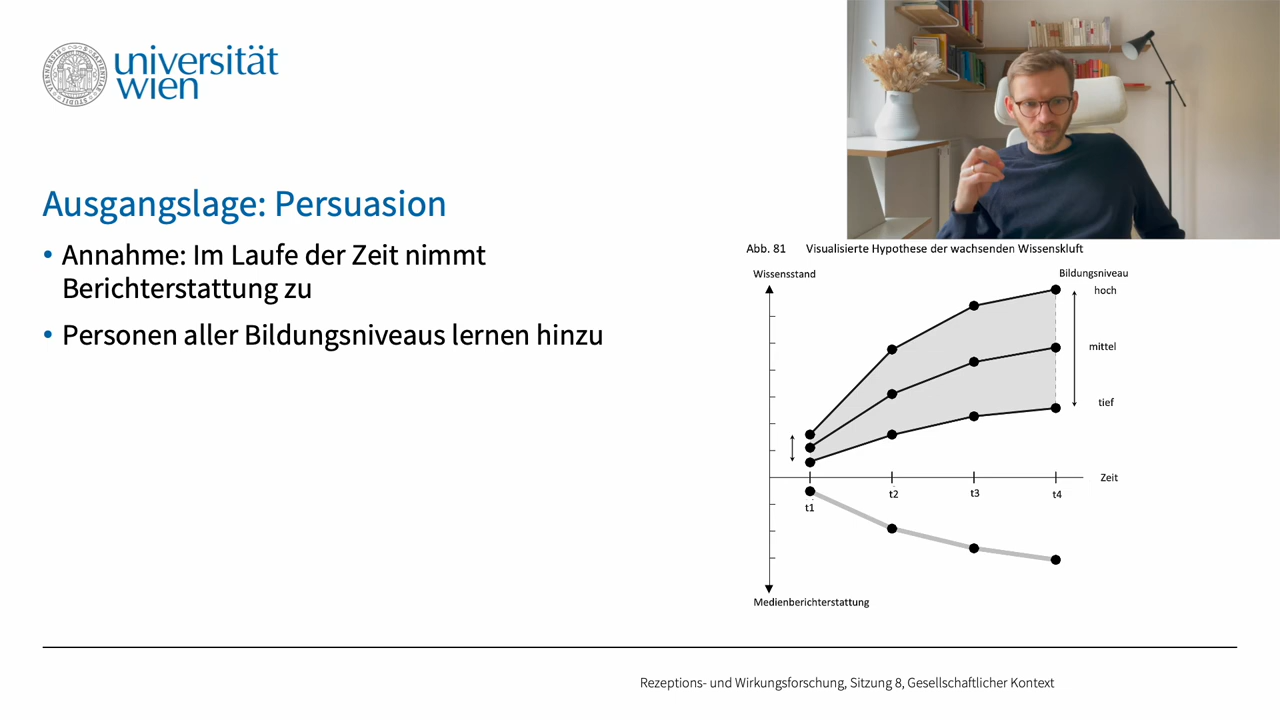 universität
wien
Ausgangslage: Persuasion
• Annahme: Im Laufe der Zeit nimmt
Berichterstattung zu
• Personen aller Bildungsniveaus lernen hinzu
Abb. 81 Visualisierte Hypothese der wachsenden Wissenskluft
Wissensstand
Bildungsniveau
hoch
mittel
tief
Zeit
t1
t2
t3
t4
Medienberichterstattung
Rezeptions- und Wirkungsforschung, Sitzung 8, Gesellschaftlicher Kontext